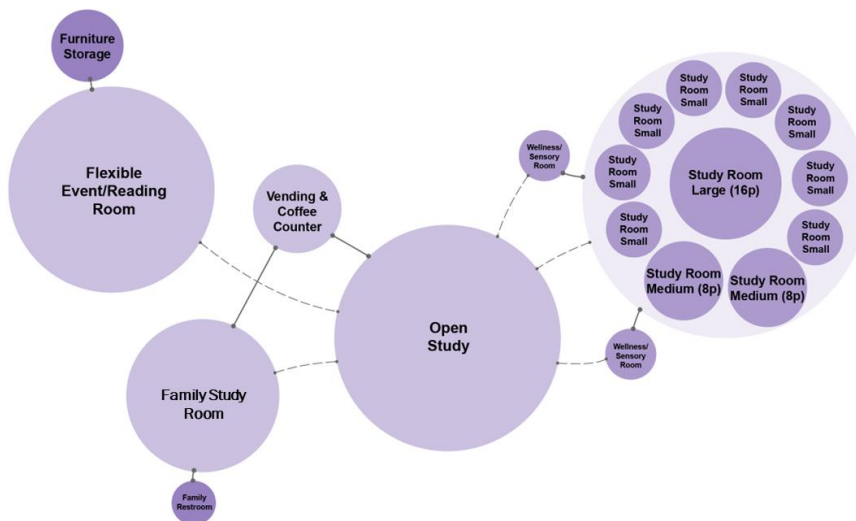 Furniture
Storage
Flexible
Event/Reading
Room
Vending &
Coffee
Counter
Family Study
Room
Family
Restroom
Open
Study
Wellness/
Sensory
Room
Wellness/
Sensory
Room
Study
Room
Small
Study
Room
Small
Study
Room
Small
Study
Room
Small
Study
Room
Small
Study
Room
Small
Study
Room
Small
Study
Room
Small
Study Room
Large (16p)
Study Room
Medium (8p)
Study Room
Medium (8p)